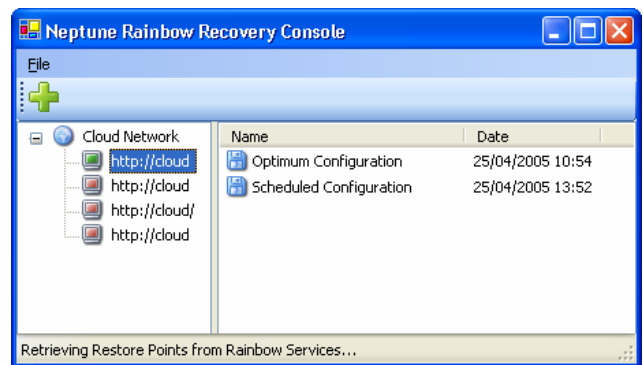 Neptune Rainbow Recovery Console
File
Cloud Network
http://cloud
http://cloud
http://cloud/
http://cloud
Name Date
Optimum Configuration 25/04/2005 10:54
Scheduled Configuration 25/04/2005 13:52
Retrieving Restore Points from Rainbow Services...